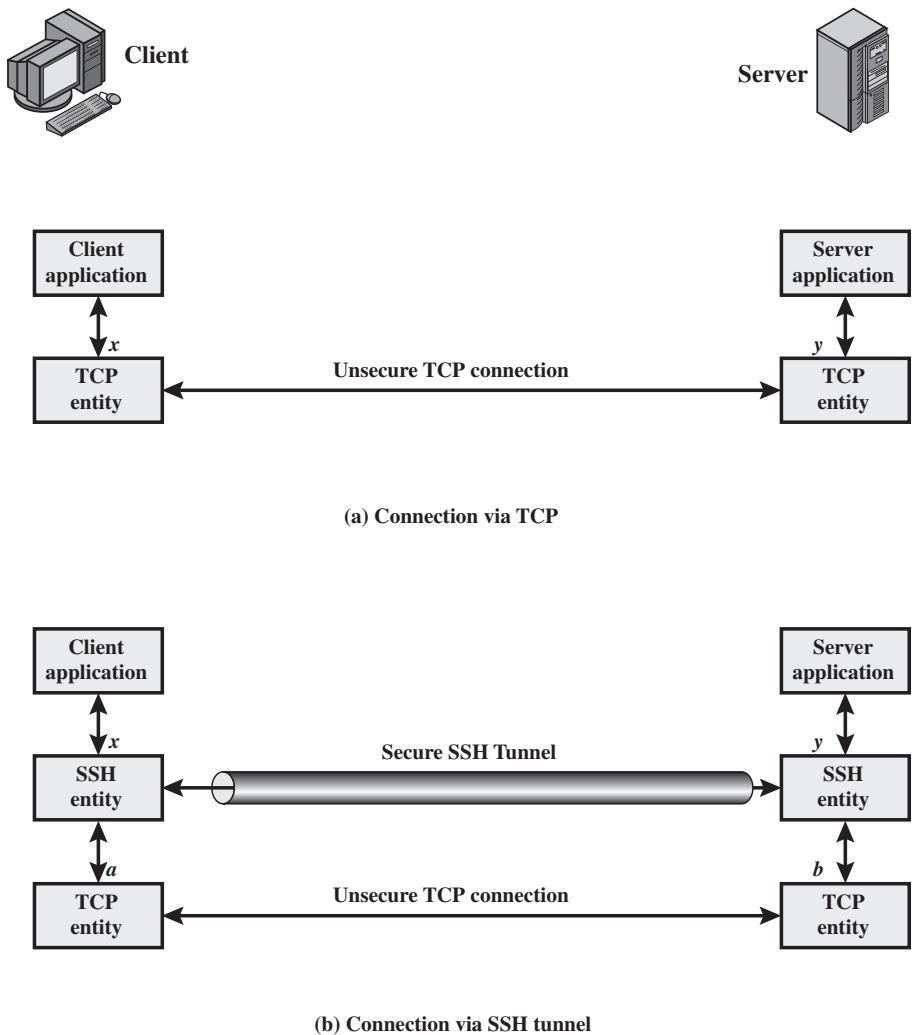 Client
Server
Client
application
Server
application
x
y
TCP
entity
Unsecure TCP connection
TCP
entity
(a) Connection via TCP
Client
application
Server
application
x
y
SSH
entity
Secure SSH Tunnel
SSH
entity
a
b
TCP
entity
Unsecure TCP connection
TCP
entity
(b) Connection via SSH tunnel